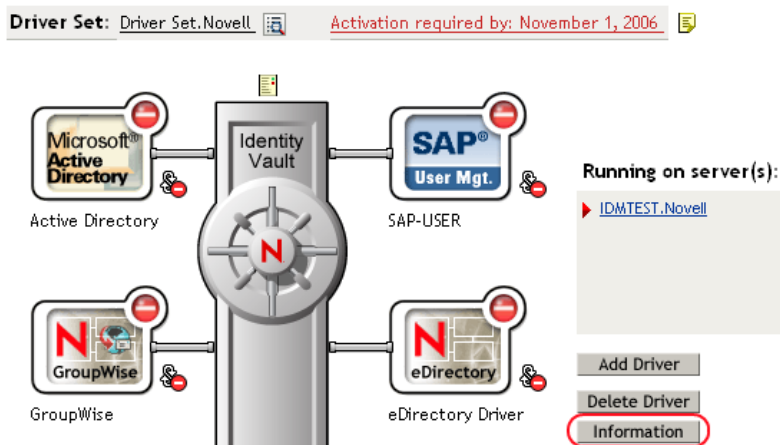 Driver Set: Driver Set.Novell Activation required by: November 1, 2006
Microsoft®
Active
Directory
Active Directory
Identity
Vault
N
SAP®
User Mgt.
SAP-USER
Running on server(s):
IDMTEST.Novell
N
GroupWise
GroupWise
N
eDirectory
eDirectory Driver
Add Driver
Delete Driver
Information